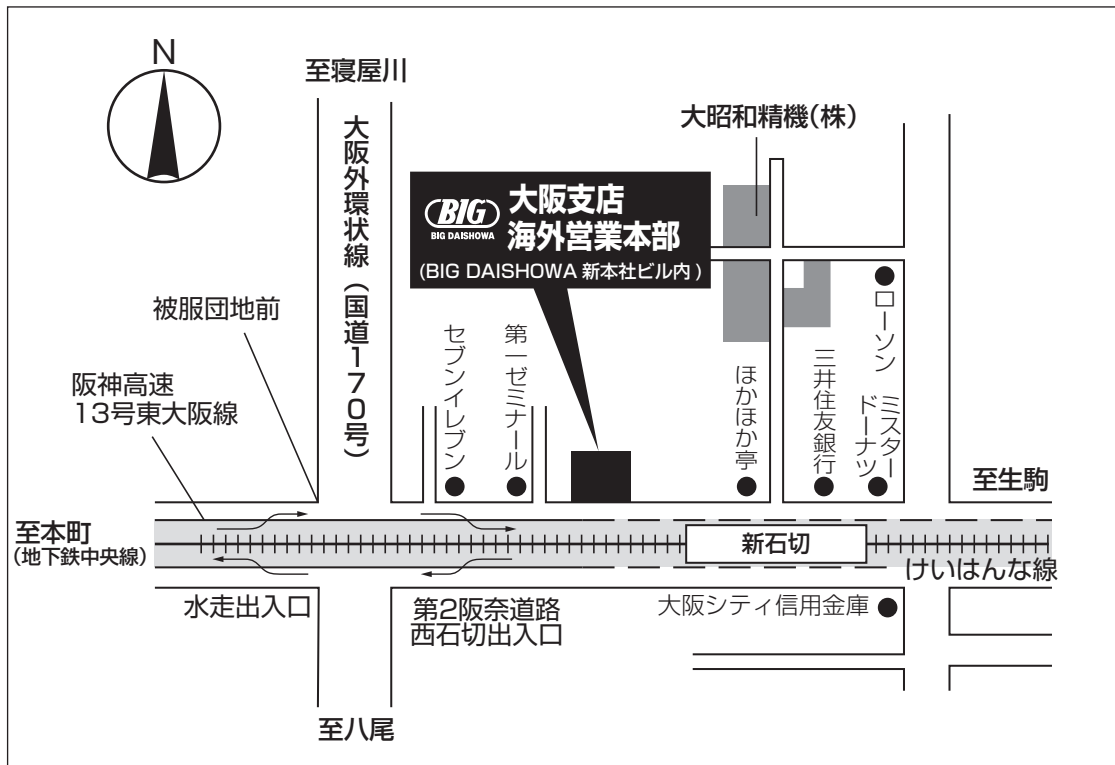 N
至寝屋川
大阪外環状線（国道170号）
大昭和精機(株)
BIG
BIG DAISHOWA
大阪支店
海外営業本部
(BIG DAISHOWA 新本社ビル内)
被服団地前
阪神高速
13号東大阪線
セブンイレブン
第一ゼミナール
ほかほか亭
三井住友銀行
ローソン
ミスター
ドーナツ
至生駒
至本町
(地下鉄中央線)
新石切
けいはんな線
水走出入口
第2阪奈道路
西石切出入口
大阪シティ信用金庫
至八尾